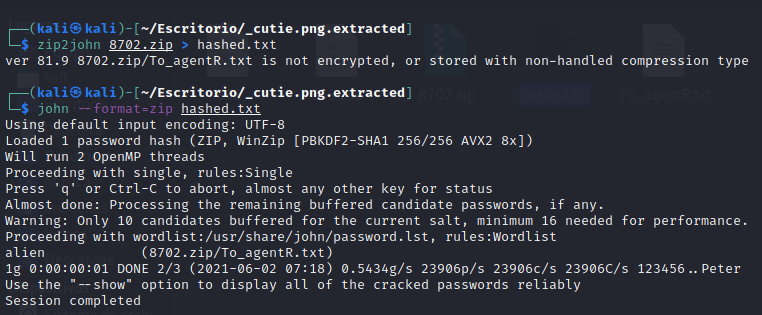 (kali㉿kali)-[~/Escritorio/_cutie.png.extracted]
$ zip2john 8702.zip > hashed.txt
ver 81.9 8702.zip/To_agentR.txt is not encrypted, or stored with non-handled compression type
(kali㉿kali)-[~/Escritorio/_cutie.png.extracted]
$ john --format=zip hashed.txt
Using default input encoding: UTF-8
Loaded 1 password hash (ZIP, WinZip [PBKDF2-SHA1 256/256 AVX2 8x])
Will run 2 OpenMP threads
Proceeding with single, rules:Single
Press 'q' or Ctrl-C to abort, almost any other key for status
Almost done: Processing the remaining buffered candidate passwords, if any.
Warning: Only 10 candidates buffered for the current salt, minimum 16 needed for performance.
Proceeding with wordlist:/usr/share/john/password.lst, rules:Wordlist
alien (8702.zip/To_agentR.txt)
1g 0:00:00:01 DONE 2/3 (2021-06-02 07:18) 0.5434g/s 23906p/s 23906c/s 23906C/s 123456..Peter
Use the "--show" option to display all of the cracked passwords reliably
Session completed